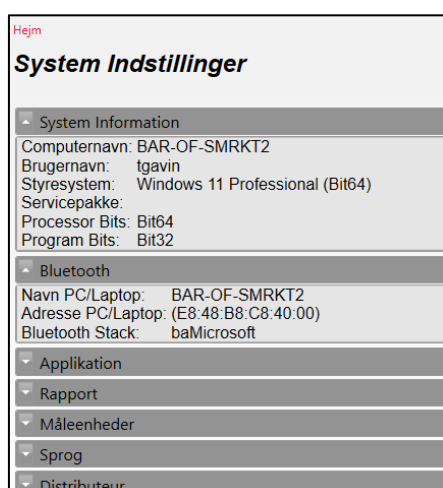 Hejm
System Indstillinger
System Information
Computernavn: BAR-OF-SMRKT2
Brugernavn: tgavin
Styresystem: Windows 11 Professional (Bit64)
Servicepakke:
Processor Bits: Bit64
Program Bits: Bit32
Bluetooth
Navn PC/Laptop: BAR-OF-SMRKT2
Adresse PC/Laptop: (E8:48:B8:C8:40:00)
Bluetooth Stack: baMicrosoft
Applikation
Rapport
Måleenheder
Sprog
Distributeur